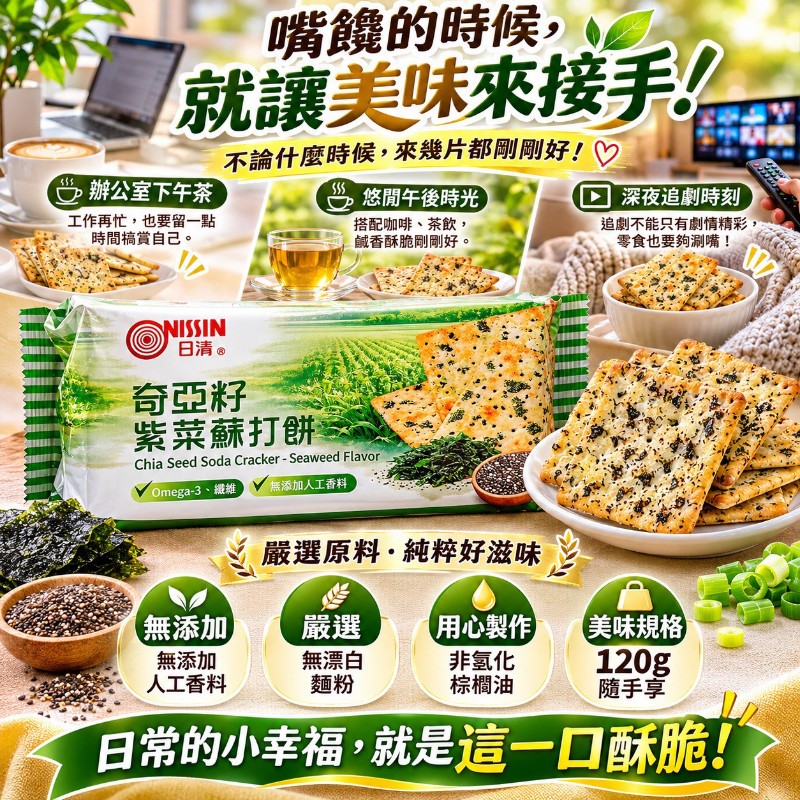 嘴饞的時候，
就讓美味來接手！
不論什麼時候，來幾片都剛剛好！
辦公室下午茶
工作再忙，也要留一點
時間犒賞自己。
悠閒午後時光
搭配咖啡、茶飲，
鹹香酥脆剛剛好。
深夜追劇時刻
追劇不能只有劇情精彩，
零食也要夠涮嘴！
NISSIN
日清®
奇亞籽
紫菜蘇打餅
Chia Seed Soda Cracker - Seaweed Flavor
Omega-3、纖維
無添加人工香料
嚴選原料·純粹好滋味
無添加
無添加
人工香料
嚴選
無漂白
麵粉
用心製作
非氫化
棕櫚油
美味規格
120g
隨手享
日常的小幸福，就是這一口酥脆！